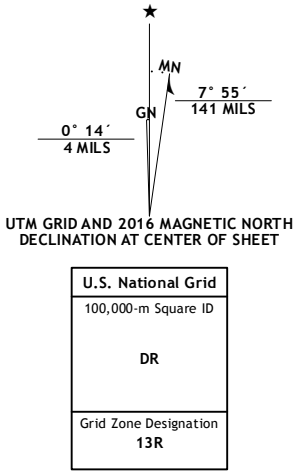 ★
MN
GN
7° 55´
141 MILS
0° 14´
4 MILS
UTM GRID AND 2016 MAGNETIC NORTH
DECLINATION AT CENTER OF SHEET
U.S. National Grid
100,000-m Square ID
DR
Grid Zone Designation
13R